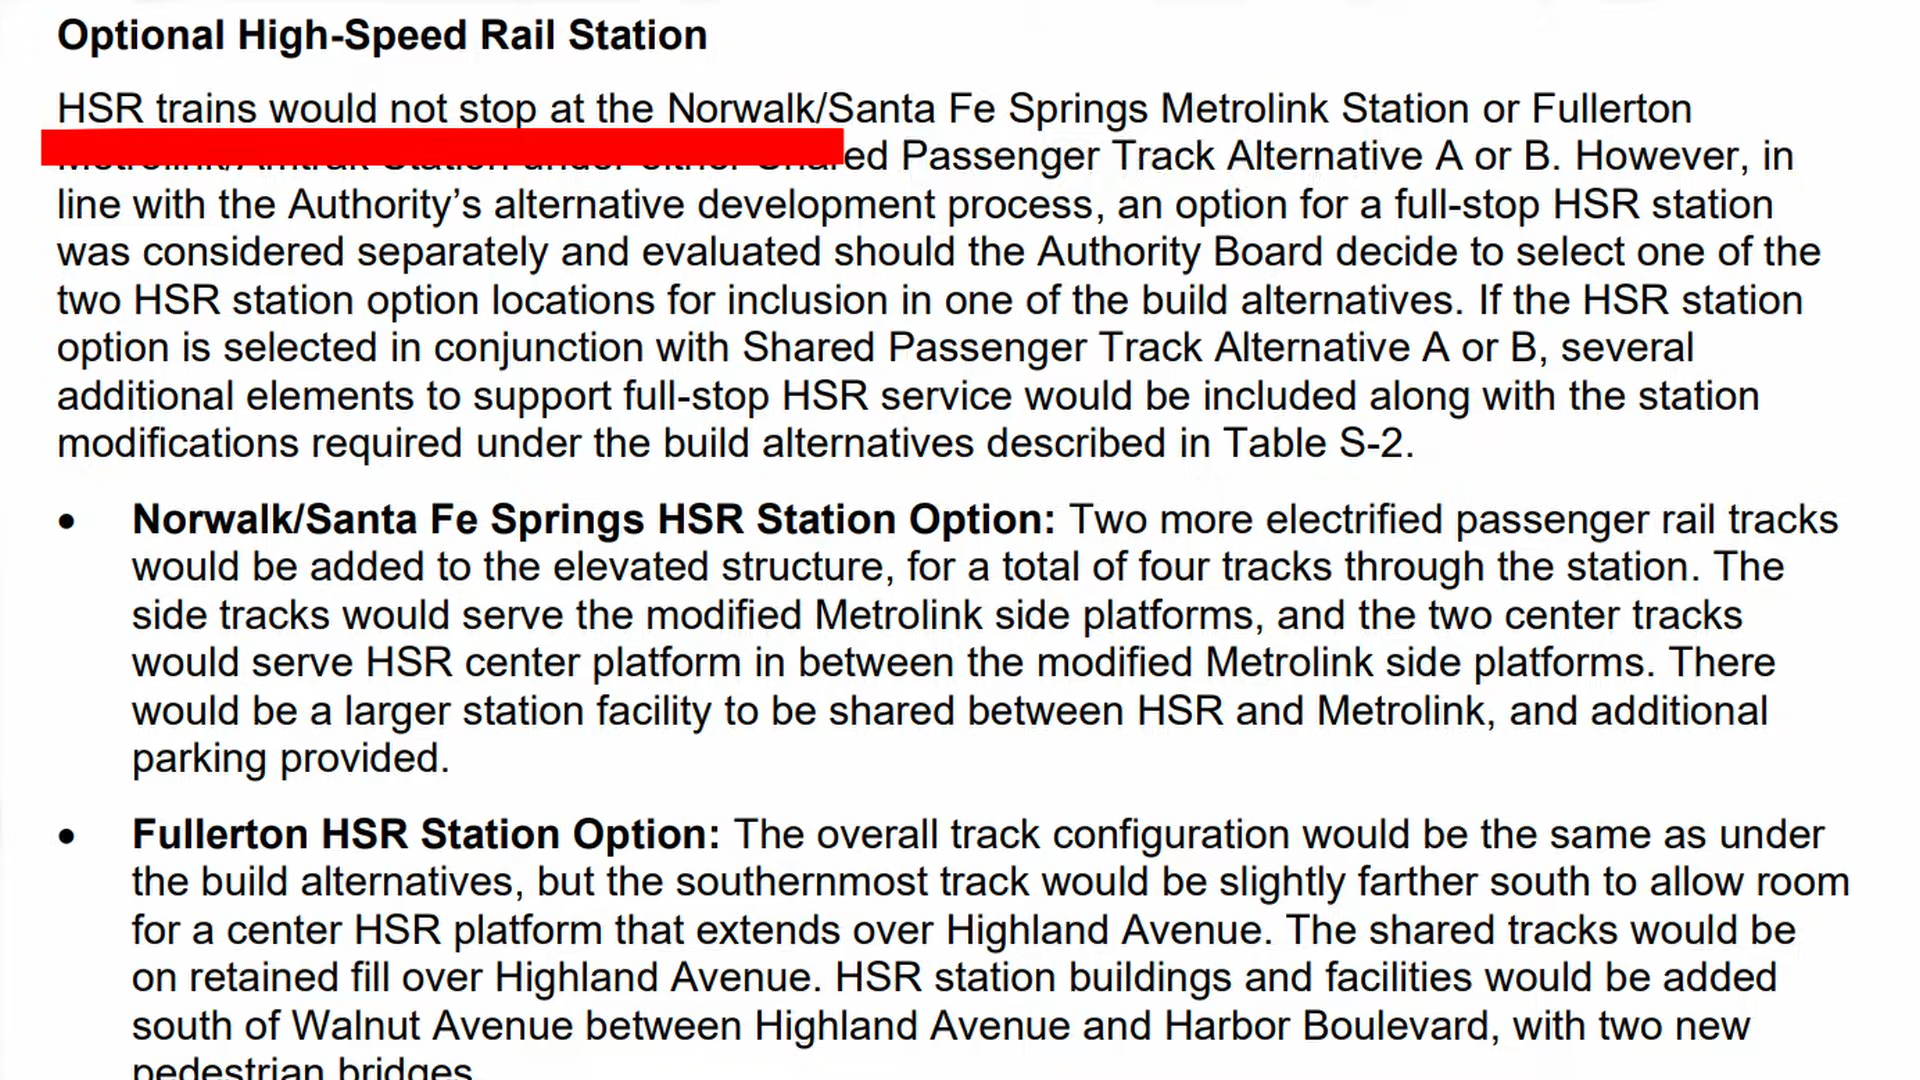 Optional High-Speed Rail Station
HSR trains would not stop at the Norwalk/Santa Fe Springs Metrolink Station or Fullerton
Metrolink/Amtrak Station under either Shared Passenger Track Alternative A or B. However, in
line with the Authority’s alternative development process, an option for a full-stop HSR station
was considered separately and evaluated should the Authority Board decide to select one of the
two HSR station option locations for inclusion in one of the build alternatives. If the HSR station
option is selected in conjunction with Shared Passenger Track Alternative A or B, several
additional elements to support full-stop HSR service would be included along with the station
modifications required under the build alternatives described in Table S-2.
• Norwalk/Santa Fe Springs HSR Station Option: Two more electrified passenger rail tracks
would be added to the elevated structure, for a total of four tracks through the station. The
side tracks would serve the modified Metrolink side platforms, and the two center tracks
would serve HSR center platform in between the modified Metrolink side platforms. There
would be a larger station facility to be shared between HSR and Metrolink, and additional
parking provided.
• Fullerton HSR Station Option: The overall track configuration would be the same as under
the build alternatives, but the southernmost track would be slightly farther south to allow room
for a center HSR platform that extends over Highland Avenue. The shared tracks would be
on retained fill over Highland Avenue. HSR station buildings and facilities would be added
south of Walnut Avenue between Highland Avenue and Harbor Boulevard, with two new
pedestrian bridges.